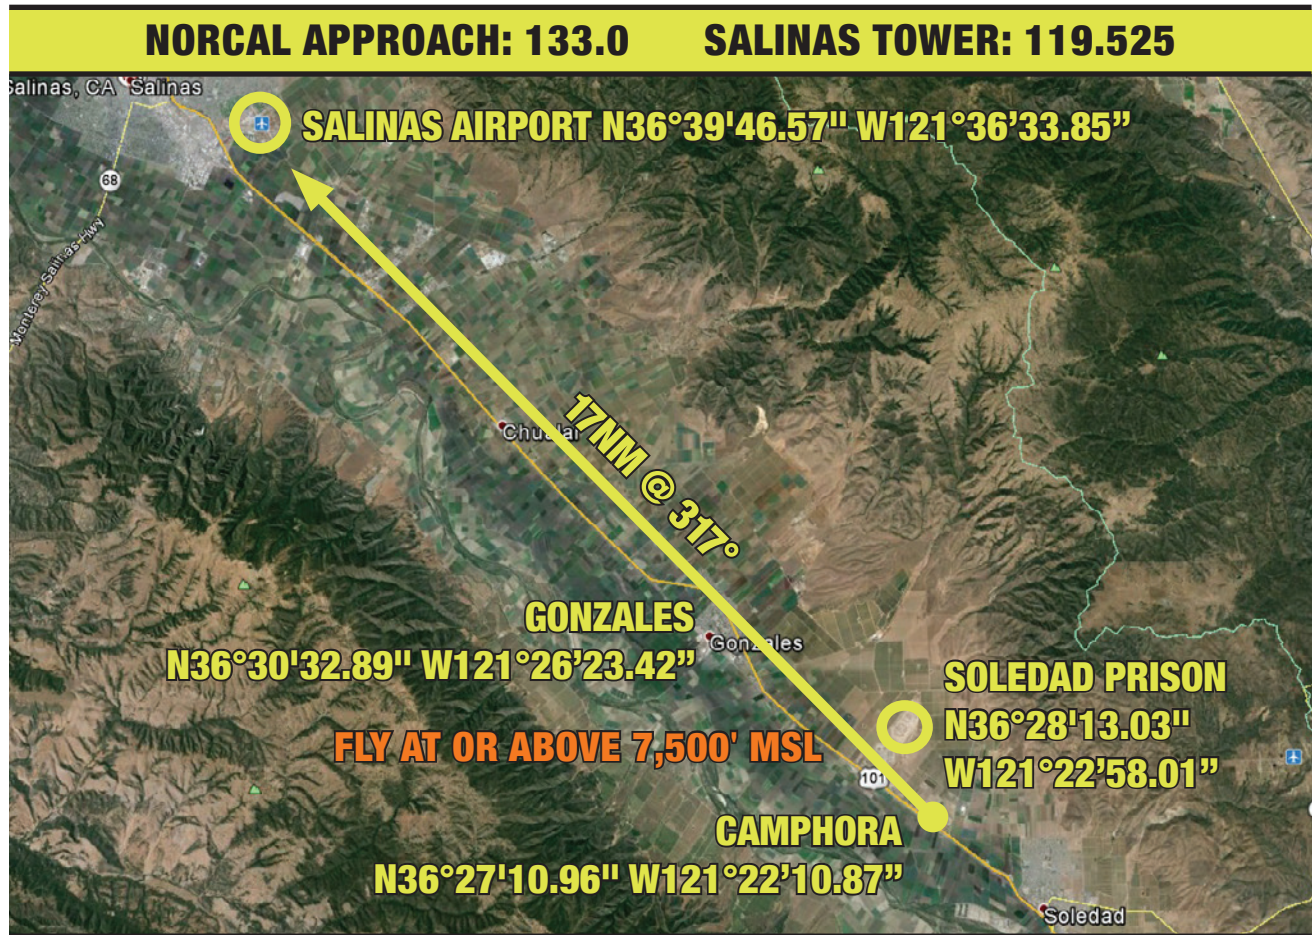 NORCAL APPROACH: 133.0 SALINAS TOWER: 119.525
Salinas, CA Salinas
SALINAS AIRPORT N36°39'46.57" W121°36’33.85”
68
Monterey Salinas Hwy
Chualar
17NM @ 317°
GONZALES
N36°30'32.89" W121°26’23.42”
Gonzales
SOLEDAD PRISON
N36°28'13.03"
W121°22’58.01”
FLY AT OR ABOVE 7,500' MSL
101
CAMPHORA
N36°27'10.96" W121°22’10.87”
Soledad